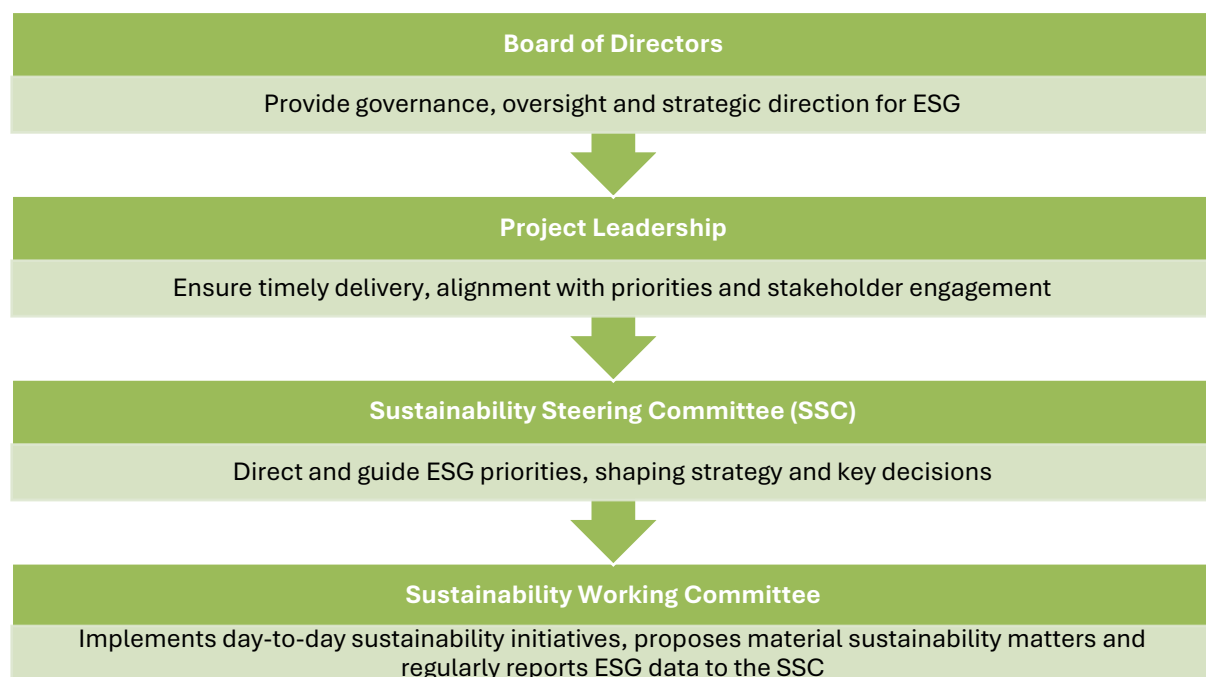 Board of Directors
Provide governance, oversight and strategic direction for ESG
Project Leadership
Ensure timely delivery, alignment with priorities and stakeholder engagement
Sustainability Steering Committee (SSC)
Direct and guide ESG priorities, shaping strategy and key decisions
Sustainability Working Committee
Implements day-to-day sustainability initiatives, proposes material sustainability matters and
regularly reports ESG data to the SSC